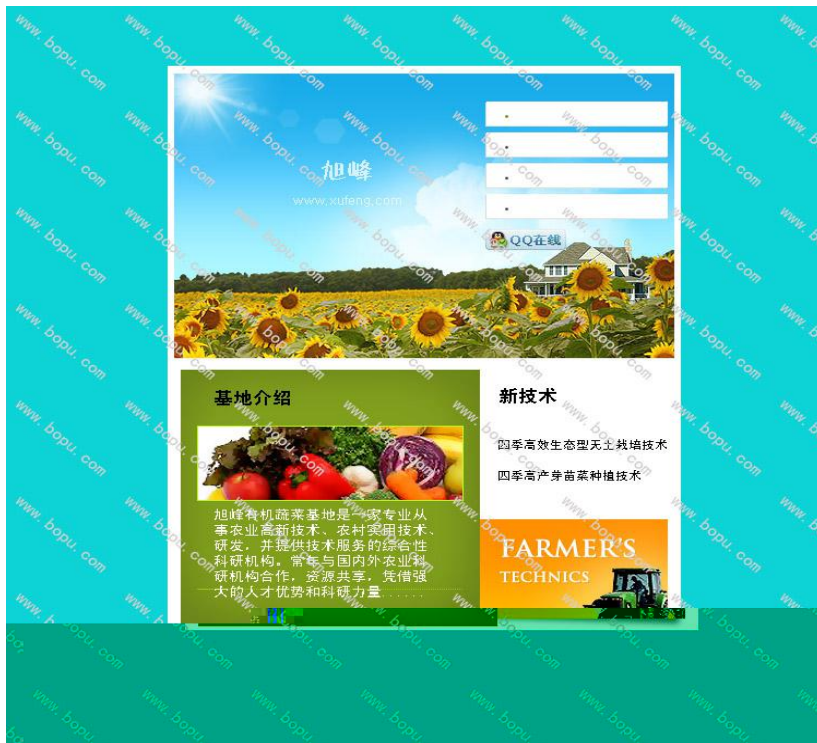 旭峰
www.xufeng.com
QQ在线
基地介绍
旭峰有机蔬菜基地是一家专业从
事农业高新技术、农村实用技术、
研发，并提供技术服务的综合性
科研机构。常年与国内外农业科
研机构合作，资源共享，凭借强
大的人才优势和科研力量......
新技术
四季高效生态型无土栽培技术
四季高产芽苗菜种植技术
FARMER'S
TECHNICS
www.bopu.com